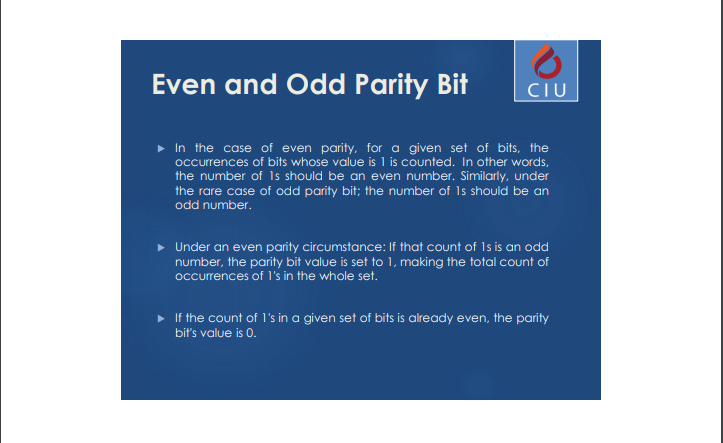 Even and Odd Parity Bit
CIU
In the case of even parity, for a given set of bits, the
occurrences of bits whose value is 1 is counted. In other words,
the number of 1s should be an even number. Similarly, under
the rare case of odd parity bit; the number of 1s should be an
odd number.
Under an even parity circumstance: If that count of 1s is an odd
number, the parity bit value is set to 1, making the total count of
occurrences of 1's in the whole set.
If the count of 1's in a given set of bits is already even, the parity
bit's value is 0.